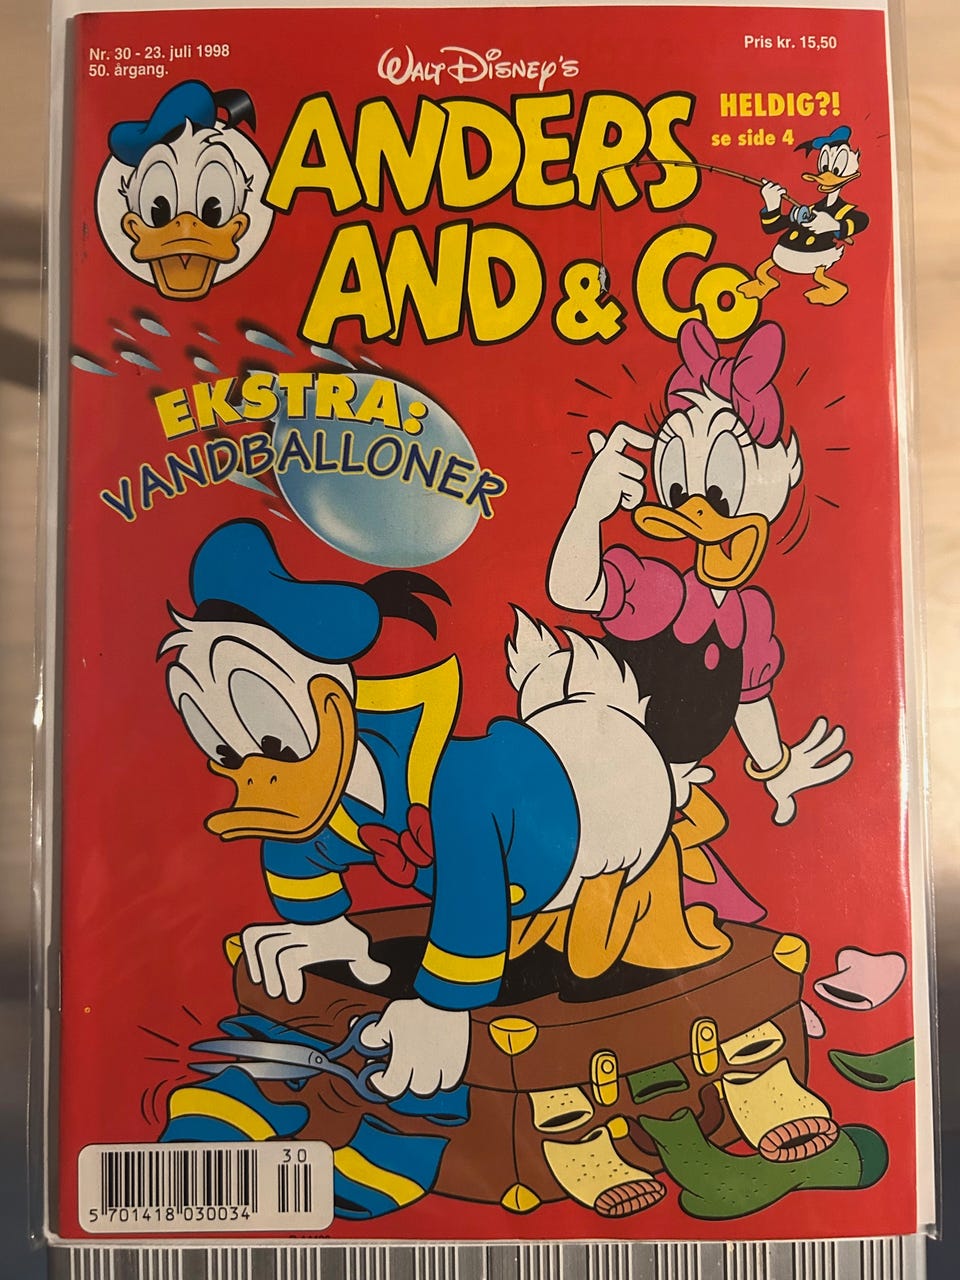 Nr. 30 - 23. juli 1998
50. årgang.
Pris kr. 15,50
WALT DISNEY'S
ANDERS
AND & Co
HELDIG?!
se side 4
EKSTRA:
VANDBALLONER
30
5 701418 030034